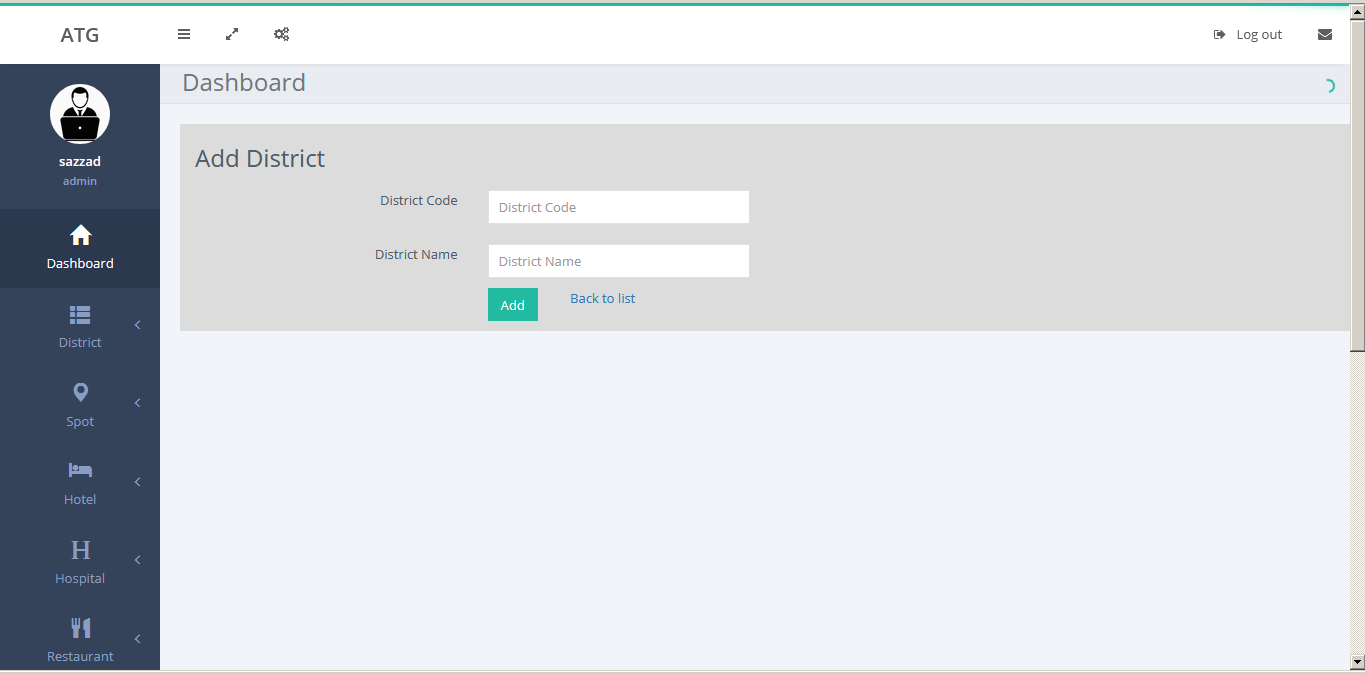 ATG
Log out
sazzad
admin
Dashboard
District
Spot
Hotel
Hospital
Restaurant
Dashboard
Add District
District Code
District Code
District Name
District Name
Add
Back to list